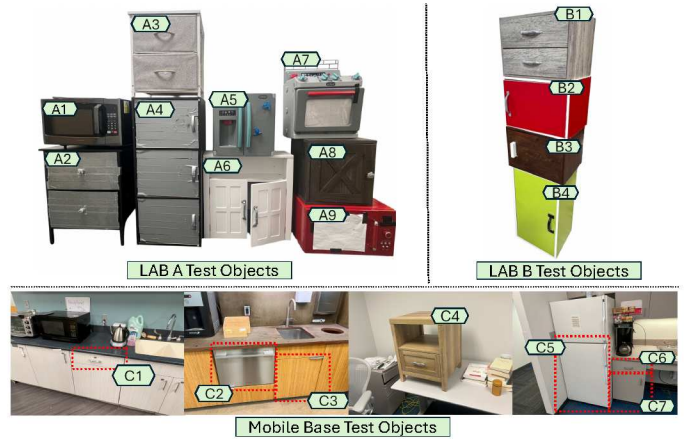 A3
A7
A1
A4
A5
A2
A6
A8
A9
LAB A Test Objects
B1
B2
B3
B4
LAB B Test Objects
C1
C2
C3
C4
C5
C6
C7
Mobile Base Test Objects